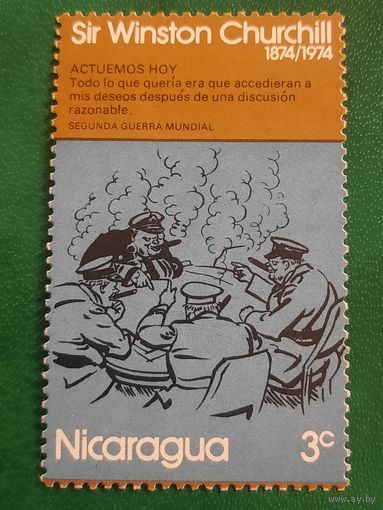 Sir Winston Churchill
1874/1974
ACTUEMOS HOY
Todo lo que quería era que accedieran a
mis deseos después de una discusión
razonable.
SEGUNDA GUERRA MUNDIAL
Nicaragua 3c
ay.by